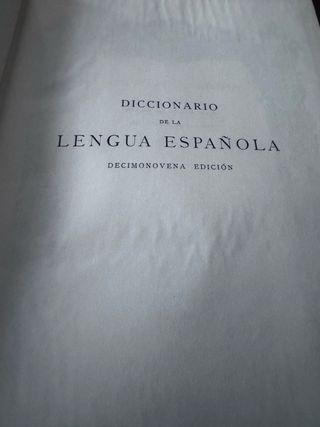 DICCIONARIO
DE LA
LENGUA ESPAÑOLA
DECIMONOVENA EDICIÓN